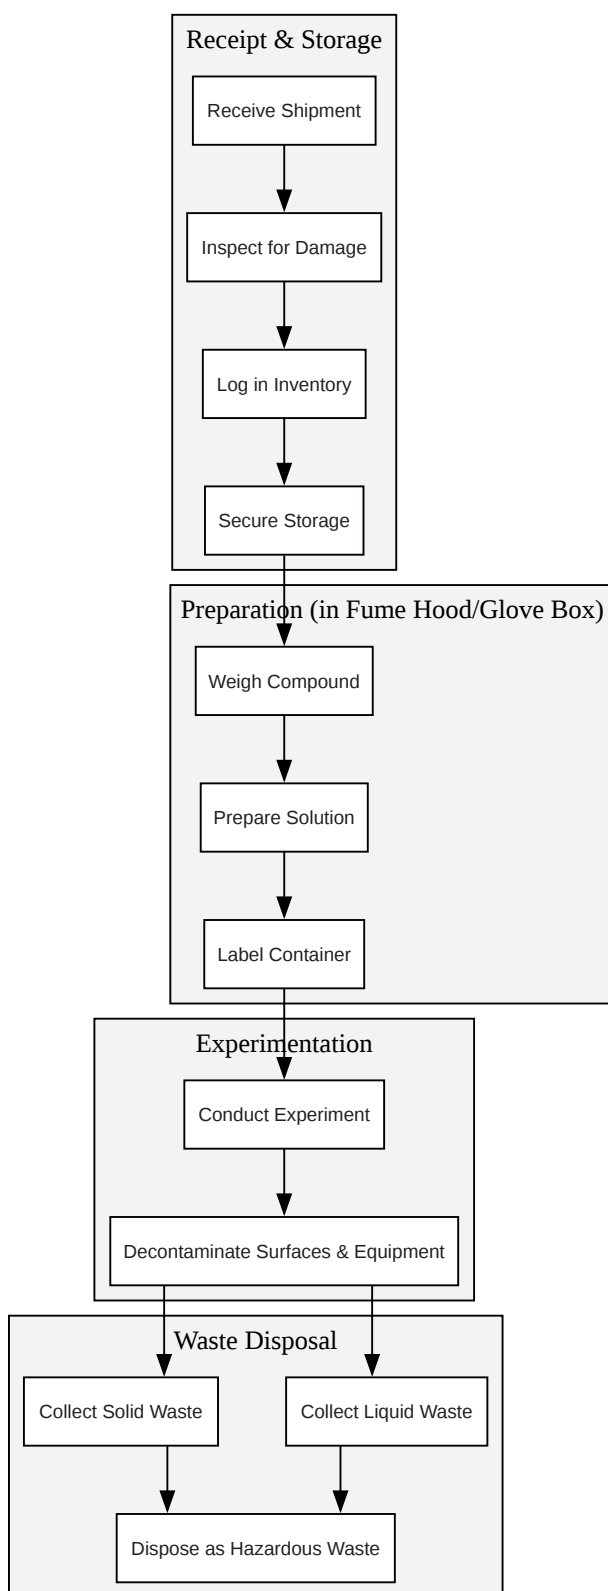 Receipt & Storage
Receive Shipment
Inspect for Damage
Log in Inventory
Secure Storage
Preparation (in Fume Hood/Glove Box)
Weigh Compound
Prepare Solution
Label Container
Experimentation
Conduct Experiment
Decontaminate Surfaces & Equipment
Waste Disposal
Collect Solid Waste
Collect Liquid Waste
Dispose as Hazardous Waste